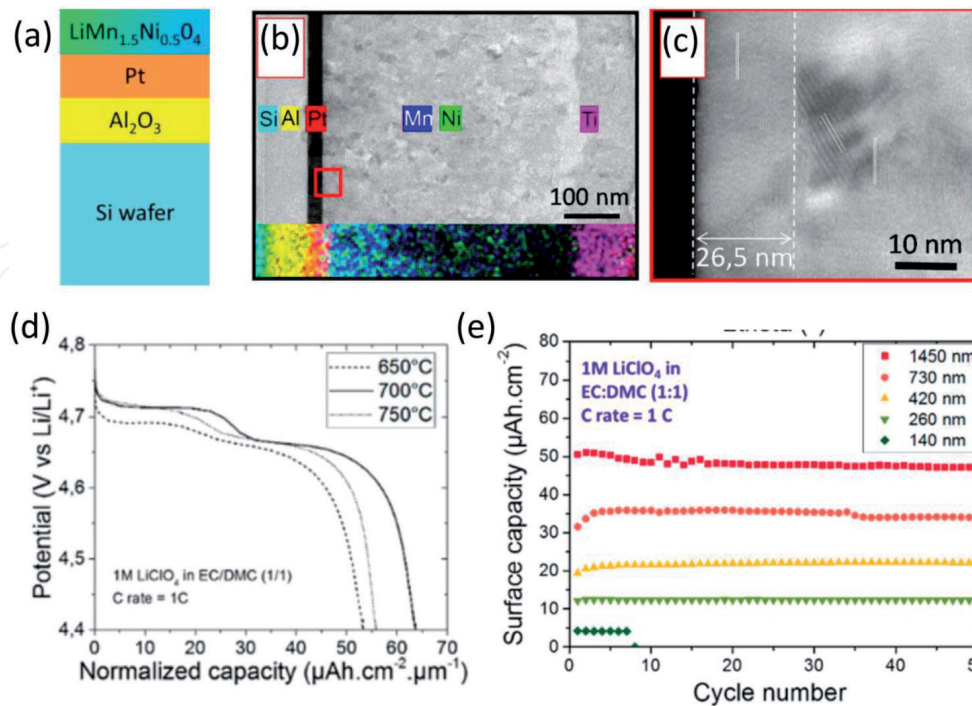 (a)
LiMn1.5Ni0.5O4
Pt
Al2O3
Si wafer
(b)
Si Al Pt Mn Ni Ti
100 nm
(c)
26,5 nm
10 nm
(d)
4,8
4,7
4,6
4,5
4,4
Potential (V vs Li/Li+)
650°C
700°C
750°C
1M LiClO4 in EC/DMC (1/1)
C rate = 1C
0 10 20 30 40 50 60 70
Normalized capacity (µAh.cm-2.µm-1)
(e)
80
70
60
50
40
30
20
10
0
Surface capacity (µAh.cm-2)
1M LiClO4 in
EC:DMC (1:1)
C rate = 1 C
1450 nm
730 nm
420 nm
260 nm
140 nm
0 10 20 30 40
Cycle number